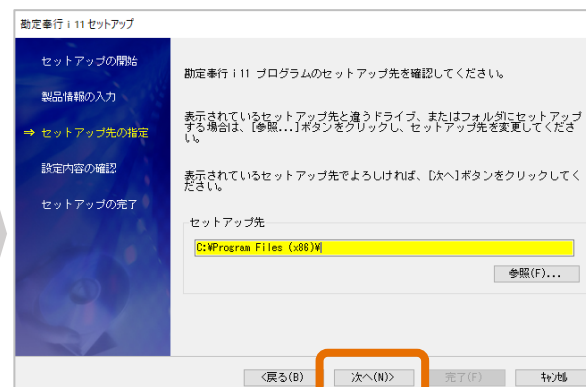 勘定奉行 i 11 セットアップ
セットアップの開始
製品情報の入力
⇒ セットアップ先の指定
設定内容の確認
セットアップの完了
勘定奉行 i 11 プログラムのセットアップ先を確認してください。
表示されているセットアップ先と違うドライブ、またはフォルダにセットアップ
する場合は、[参照...]ボタンをクリックし、セットアップ先を変更してくださ
い。
表示されているセットアップ先でよろしければ、[次へ]ボタンをクリックしてく
ださい。
セットアップ先
C:¥Program Files (x86)¥
参照(F)...
<戻る(B)
次へ(N)>
完了(F)
キャンセル